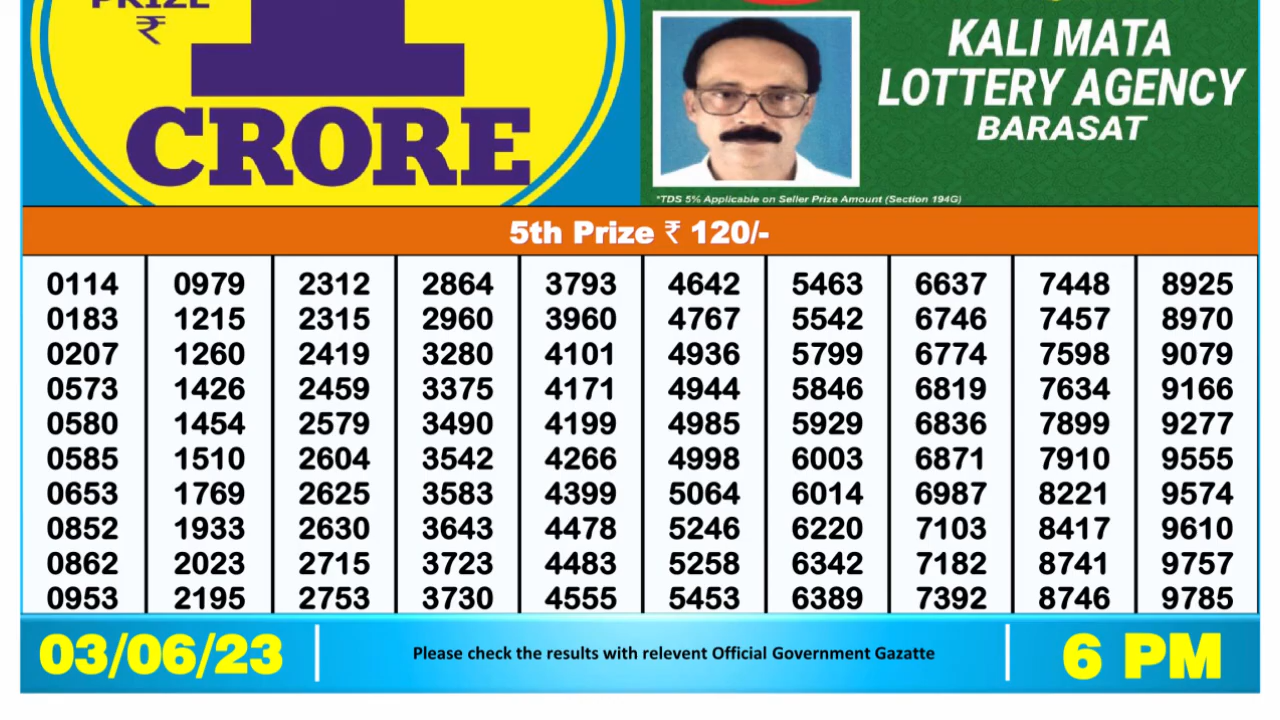 PRIZE
₹
1
CRORE
KALI MATA
LOTTERY AGENCY
BARASAT
*TDS 5% Applicable on Seller Prize Amount (Section 194G)
5th Prize ₹ 120/-
0114 0979 2312 2864 3793 4642 5463 6637 7448 8925
0183 1215 2315 2960 3960 4767 5542 6746 7457 8970
0207 1260 2419 3280 4101 4936 5799 6774 7598 9079
0573 1426 2459 3375 4171 4944 5846 6819 7634 9166
0580 1454 2579 3490 4199 4985 5929 6836 7899 9277
0585 1510 2604 3542 4266 4998 6003 6871 7910 9555
0653 1769 2625 3583 4399 5064 6014 6987 8221 9574
0852 1933 2630 3643 4478 5246 6220 7103 8417 9610
0862 2023 2715 3723 4483 5258 6342 7182 8741 9757
0953 2195 2753 3730 4555 5453 6389 7392 8746 9785
03/06/23
Please check the results with relevent Official Government Gazatte
6 PM